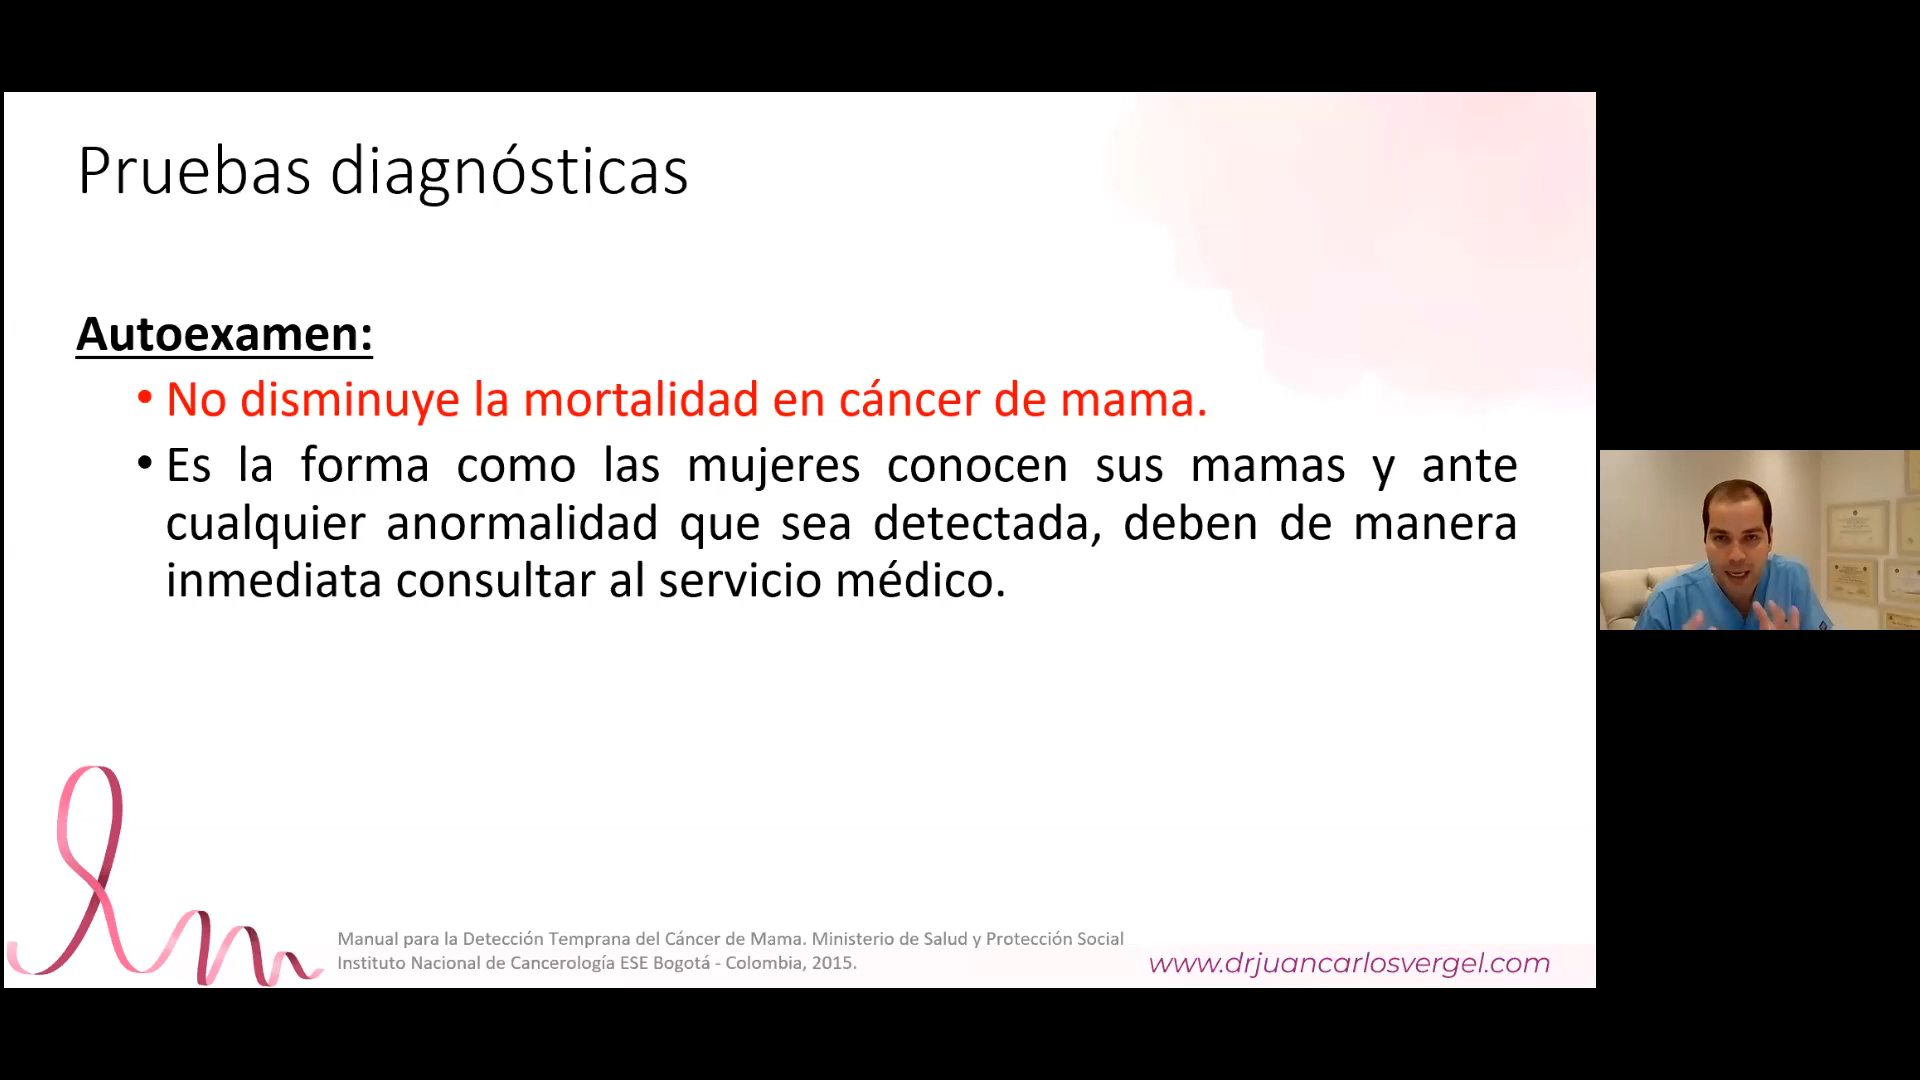 Pruebas diagnósticas
Autoexamen:
• No disminuye la mortalidad en cáncer de mama.
• Es la forma como las mujeres conocen sus mamas y ante
cualquier anormalidad que sea detectada, deben de manera
inmediata consultar al servicio médico.
Manual para la Detección Temprana del Cáncer de Mama. Ministerio de Salud y Protección Social
Instituto Nacional de Cancerología ESE Bogotá - Colombia, 2015.
www.drjuancarlosvergel.com